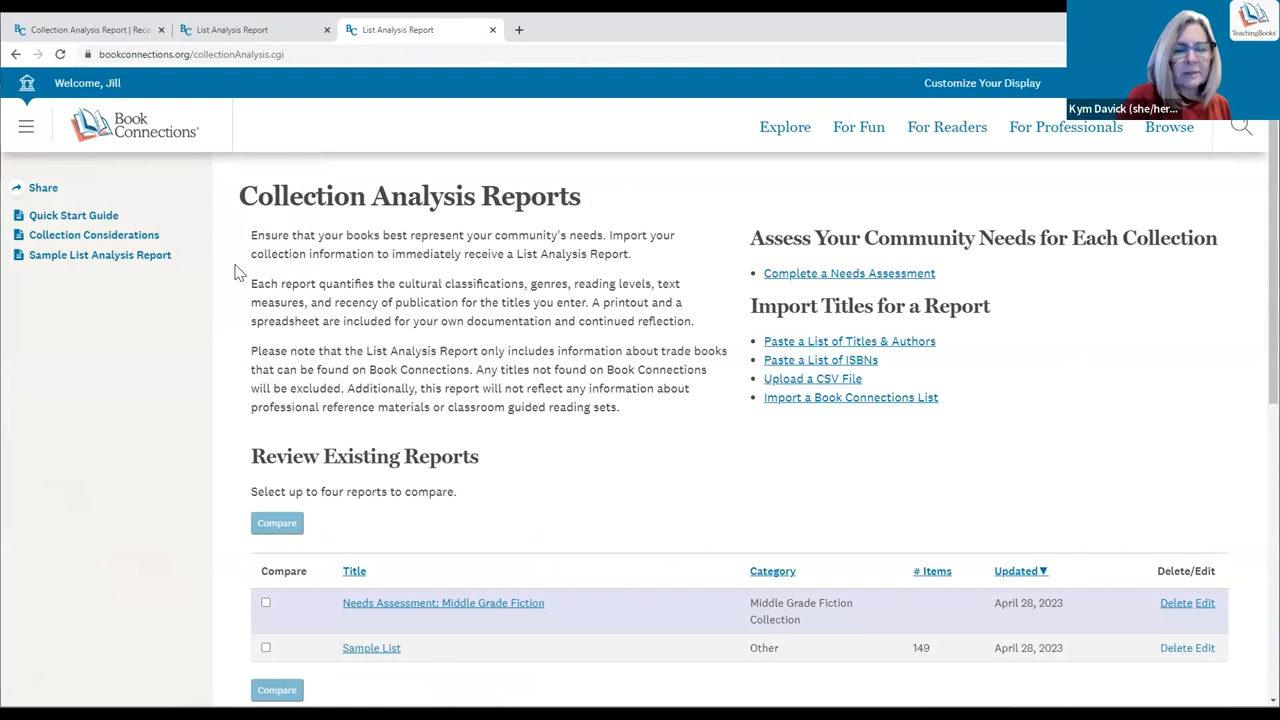 Collection Analysis Report | Rece
List Analysis Report
List Analysis Report
bookconnections.org/collectionAnalysis.cgi
TeachingBooks
Welcome, Jill
Customize Your Display
Kym Davick (she/her...
Book
Connections
Explore
For Fun
For Readers
For Professionals
Browse
Share
Quick Start Guide
Collection Considerations
Sample List Analysis Report
Collection Analysis Reports
Ensure that your books best represent your community's needs. Import your
collection information to immediately receive a List Analysis Report.
Each report quantifies the cultural classifications, genres, reading levels, text
measures, and recency of publication for the titles you enter. A printout and a
spreadsheet are included for your own documentation and continued reflection.
Please note that the List Analysis Report only includes information about trade books
that can be found on Book Connections. Any titles not found on Book Connections
will be excluded. Additionally, this report will not reflect any information about
professional reference materials or classroom guided reading sets.
Assess Your Community Needs for Each Collection
Complete a Needs Assessment
Import Titles for a Report
Paste a List of Titles & Authors
Paste a List of ISBNs
Upload a CSV File
Import a Book Connections List
Review Existing Reports
Select up to four reports to compare.
Compare
Compare Title Category # Items Updated▼ Delete/Edit
Needs Assessment: Middle Grade Fiction Middle Grade Fiction April 28, 2023 Delete Edit
Collection
Sample List Other 149 April 28, 2023 Delete Edit
Compare